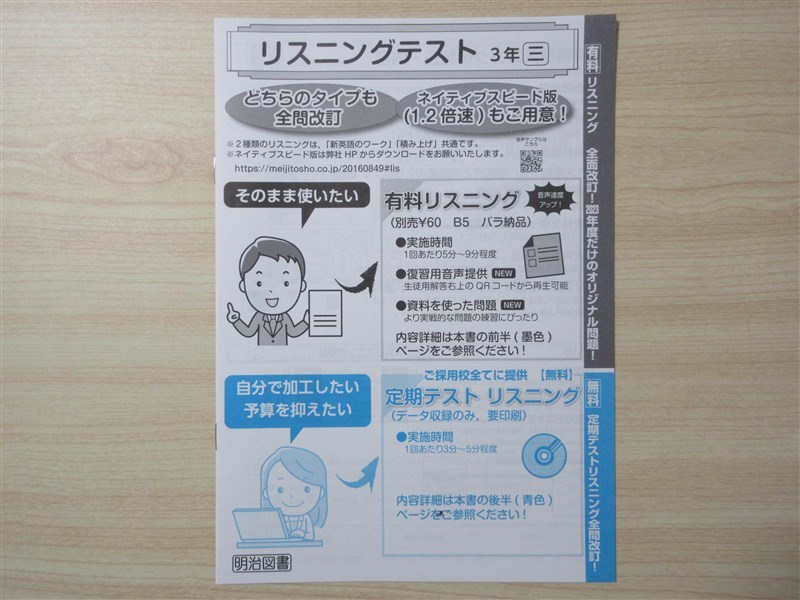 リスニングテスト 3年 三
どちらのタイプも
全問改訂
ネイティブスピード版
(1.2倍速)もご用意!
※2種類のリスニングは、「新英語のワーク」「積み上げ」共通です。
※ネイティブスピード版は弊社HPからダウンロードをお願いいたします。
https://meijitosho.co.jp/20160849#lis
音声サンプルは
こちら
そのまま使いたい
有料リスニング
音声速度
アップ!
(別売¥60 B5 バラ納品)
●実施時間
1回あたり5分~9分程度
●復習用音声提供 NEW
生徒用解答右上のQRコードから再生可能
●資料を使った問題 NEW
より実戦的な問題の練習にぴったり
内容詳細は本書の前半(墨色)
ページをご参照ください!
自分で加工したい
予算を抑えたい
ご採用校全てに提供 【無料】
定期テスト リスニング
(データ収録のみ、要印刷)
●実施時間
1回あたり3分~5分程度
内容詳細は本書の後半(青色)
ページをご参照ください!
明治図書
有料 リスニング 全面改訂!2023年度だけのオリジナル問題!
無料 定期テストリスニング全問改訂!